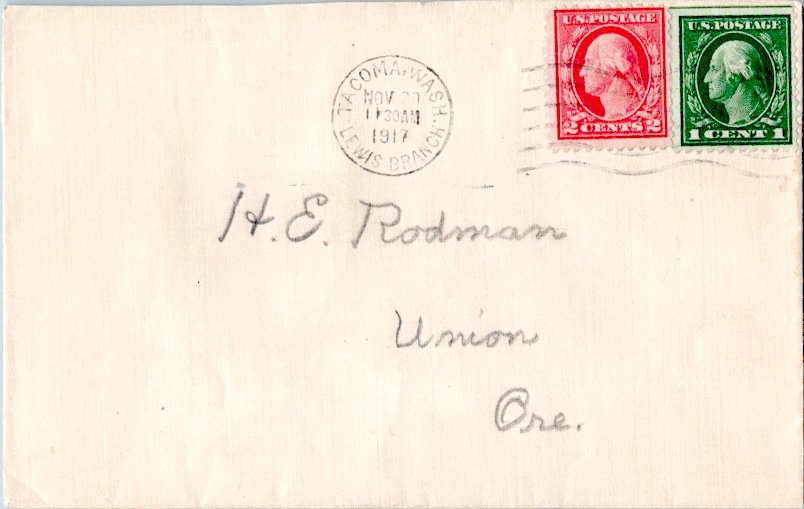 TACOMA, WASH.
NOV 20
11 30 AM
1917
LEWIS BRANCH
U.S. POSTAGE
2 CENTS 2
U.S. POSTAGE
1 CENT 1
H. E. Rodman
Union
Ore.